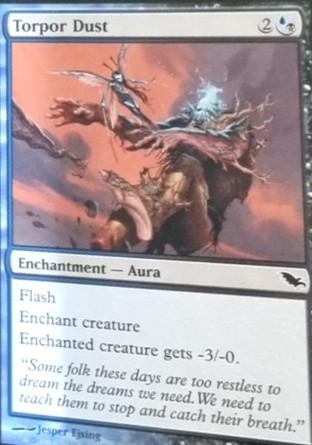 Torpor Dust 2
Enchantment — Aura
Flash
Enchant creature
Enchanted creature gets -3/-0.
"Some folk these days are too restless to
dream the dreams we need. We need to
teach them to stop and catch their breath."
Jesper Ejsing